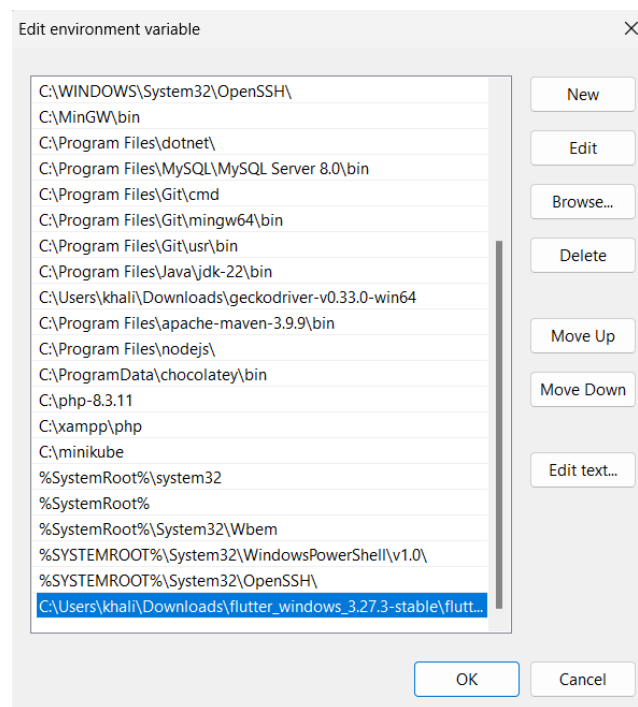 Edit environment variable
C:\WINDOWS\System32\OpenSSH\
C:\MinGW\bin
C:\Program Files\dotnet\
C:\Program Files\MySQL\MySQL Server 8.0\bin
C:\Program Files\Git\cmd
C:\Program Files\Git\mingw64\bin
C:\Program Files\Git\usr\bin
C:\Program Files\Java\jdk-22\bin
C:\Users\khali\Downloads\geckodriver-v0.33.0-win64
C:\Program Files\apache-maven-3.9.9\bin
C:\Program Files\nodejs\
C:\ProgramData\chocolatey\bin
C:\php-8.3.11
C:\xampp\php
C:\minikube
%SystemRoot%\system32
%SystemRoot%
%SystemRoot%\System32\Wbem
%SYSTEMROOT%\System32\WindowsPowerShell\v1.0\
%SYSTEMROOT%\System32\OpenSSH\
C:\Users\khali\Downloads\flutter_windows_3.27.3-stable\flutt...
New
Edit
Browse...
Delete
Move Up
Move Down
Edit text...
OK
Cancel